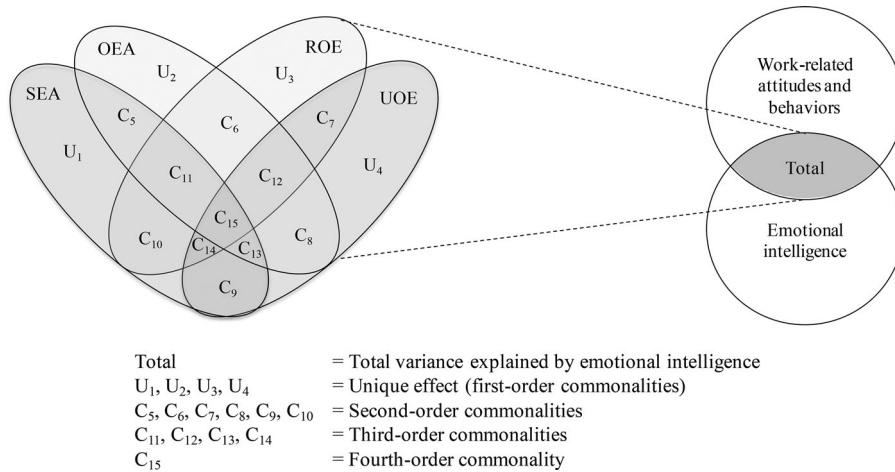 OEA
ROE
SEA
UOE
U₂
U₃
C₅
C₆
C₇
U₁
U₄
C₁₁
C₁₂
C₁₅
C₁₀
C₁₄
C₁₃
C₈
C₉
Work-related
attitudes and
behaviors
Total
Emotional
intelligence
Total = Total variance explained by emotional intelligence
U₁, U₂, U₃, U₄ = Unique effect (first-order commonalities)
C₅, C₆, C₇, C₈, C₉, C₁₀ = Second-order commonalities
C₁₁, C₁₂, C₁₃, C₁₄ = Third-order commonalities
C₁₅ = Fourth-order commonality